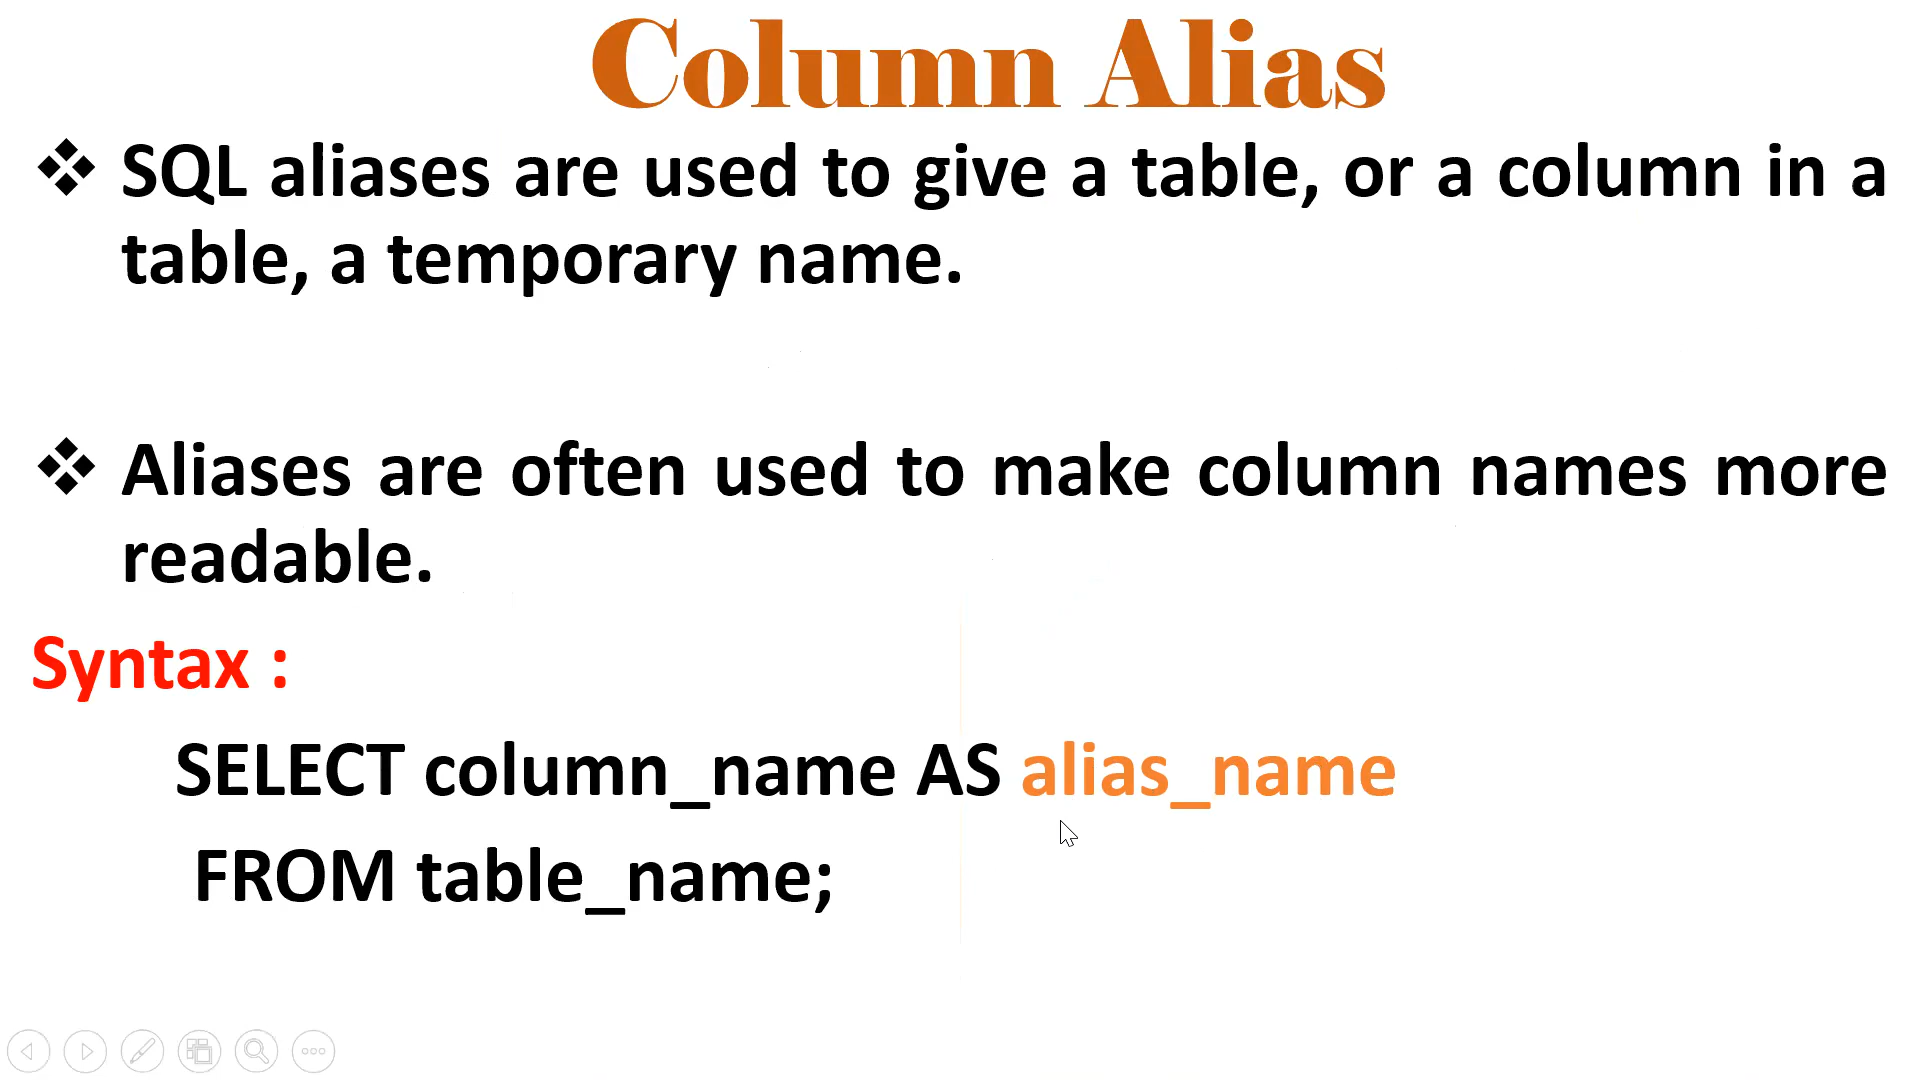 Column Alias
❖ SQL aliases are used to give a table, or a column in a
table, a temporary name.
❖ Aliases are often used to make column names more
readable.
Syntax :
SELECT column_name AS alias_name
FROM table_name;